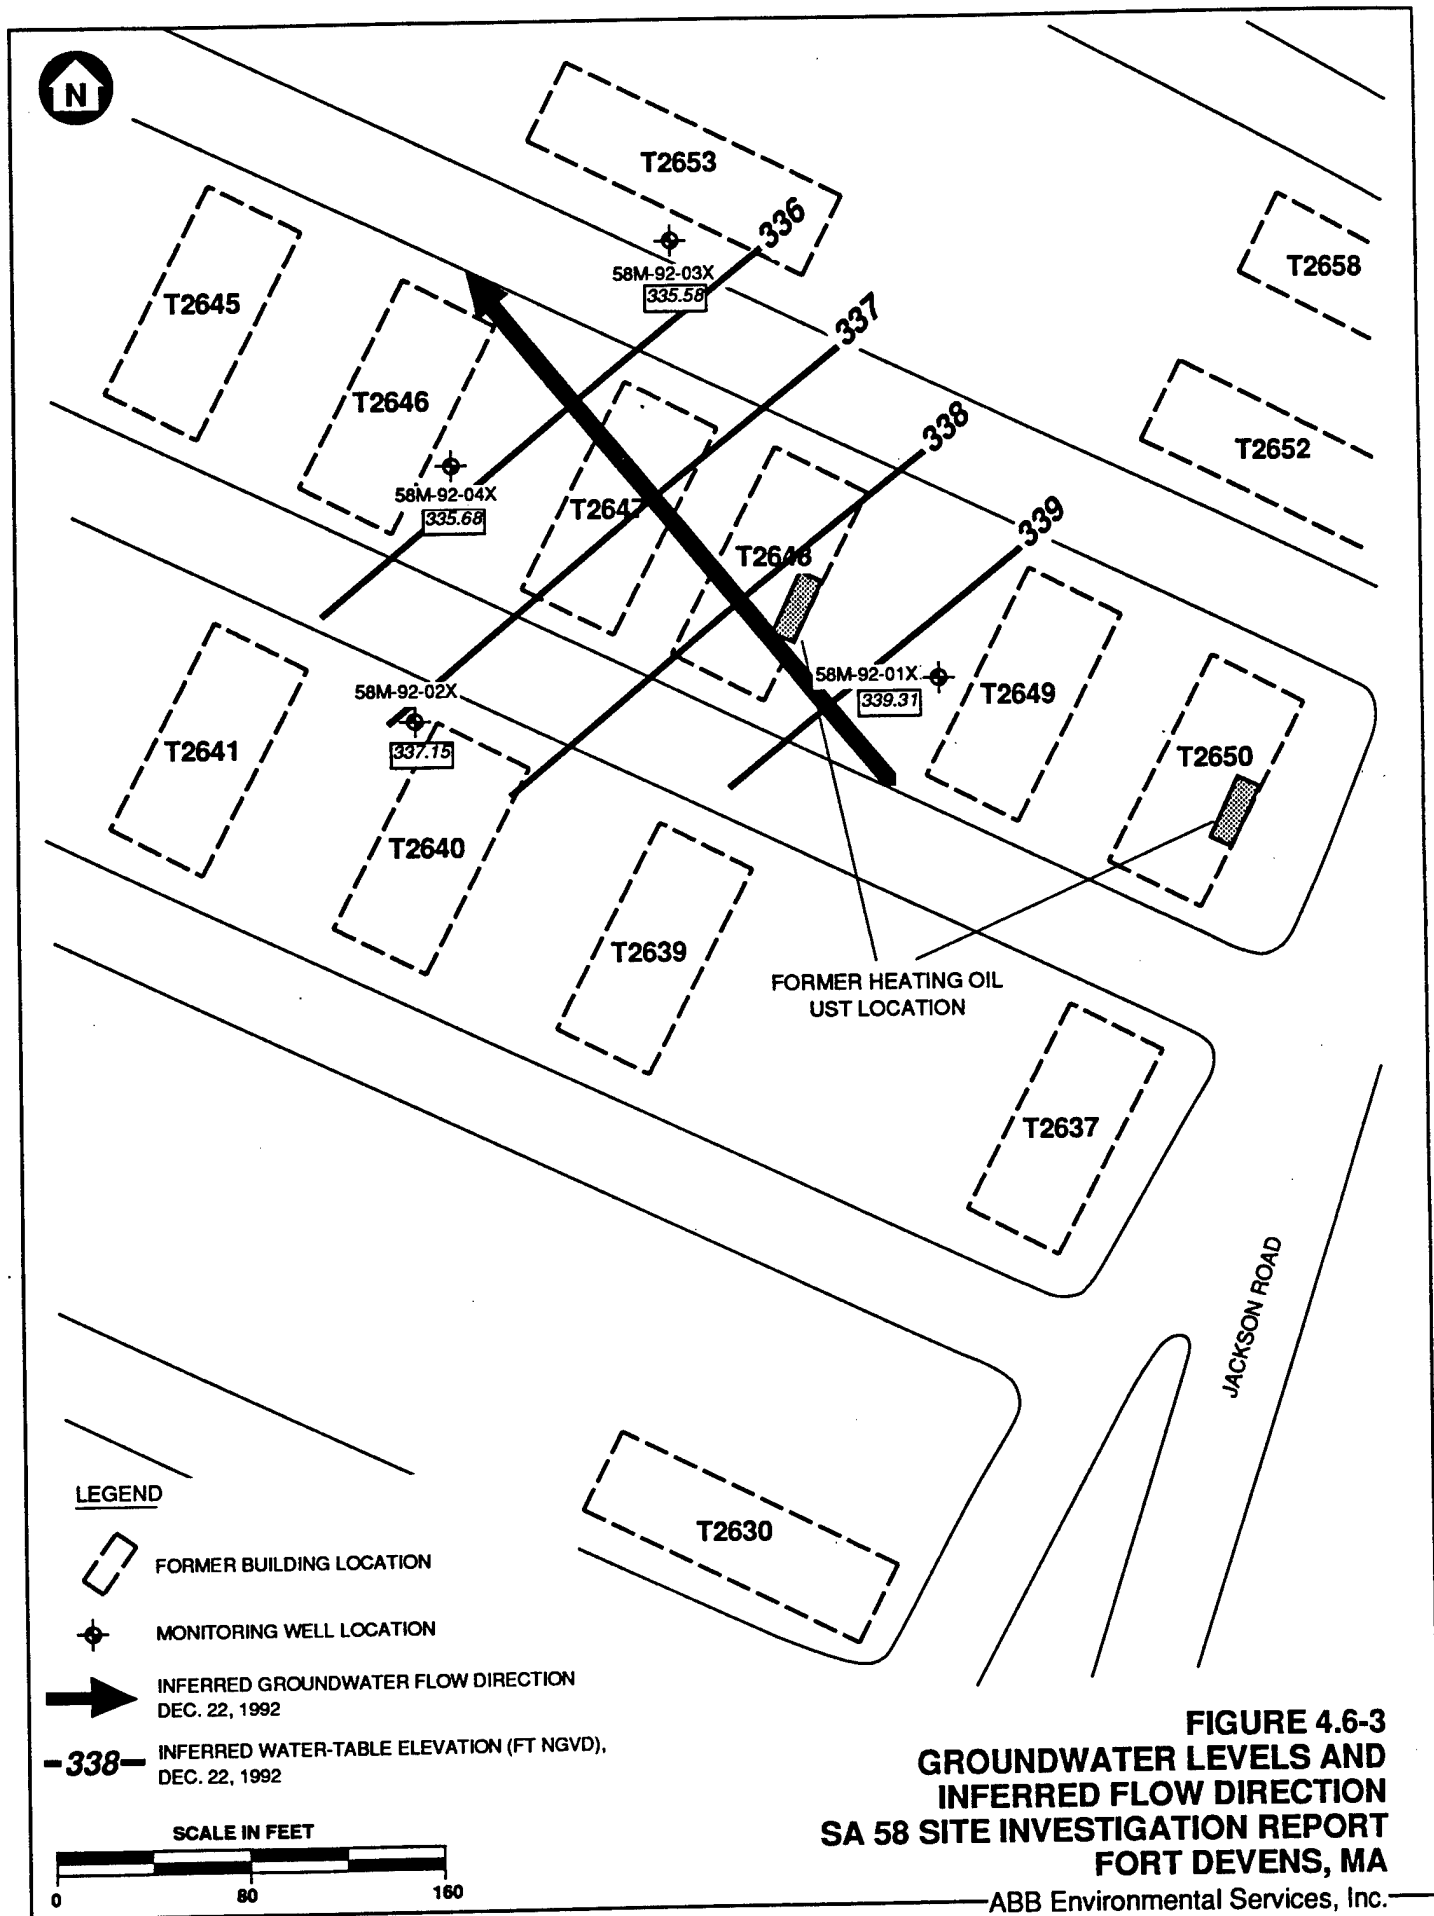 N
T2653
336
T2658
58M-92-03X
335.58
T2645
337
T2646
338
T2652
58M-92-04X
335.68
T2647
339
T2648
58M-92-01X
339.31
T2649
58M-92-02X
337.15
T2641
T2650
T2640
T2639
FORMER HEATING OIL
UST LOCATION
T2637
JACKSON ROAD
T2630
LEGEND
FORMER BUILDING LOCATION
MONITORING WELL LOCATION
INFERRED GROUNDWATER FLOW DIRECTION
DEC. 22, 1992
338
INFERRED WATER-TABLE ELEVATION (FT NGVD),
DEC. 22, 1992
SCALE IN FEET
0 80 160
FIGURE 4.6-3
GROUNDWATER LEVELS AND
INFERRED FLOW DIRECTION
SA 58 SITE INVESTIGATION REPORT
FORT DEVENS, MA
ABB Environmental Services, Inc.